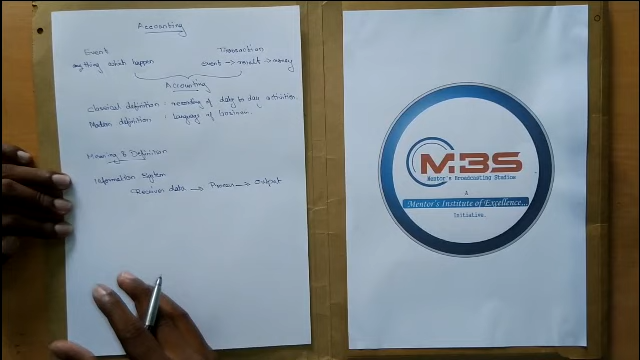 Accounting
Event
Transaction
anything which happen
event → result → money
Accounting
Classical definition : recording of day to day activities
Modern definition : language of business.
Meaning & Definition
Information System
Receives data → Process → Output
MBS
Mentor's Broadcasting Studios
A
Mentor's Institute of Excellence...
Initiative.